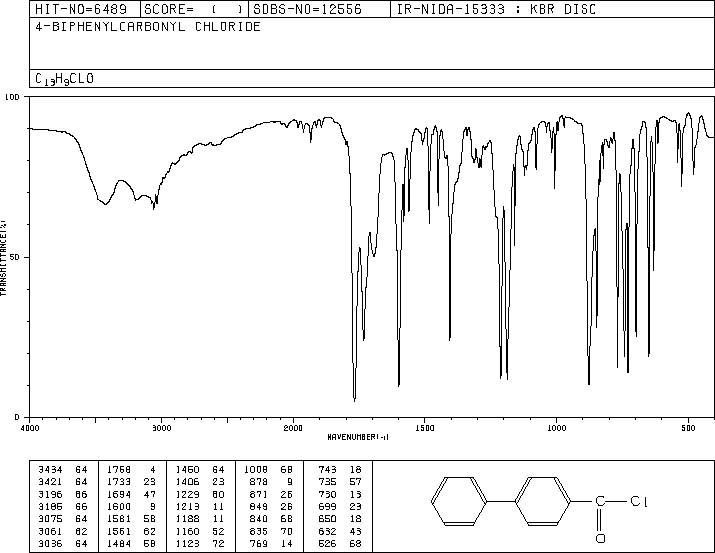 HIT-NO=6489 SCORE= ( ) SDBS-NO=12556 IR-NIDA-15333 : KBR DISC
4-BIPHENYLCARBONYL CHLORIDE
C13H9CLO
100
TRANSMITTANCE(%)
50
0
4000 3000 2000 1500 1000 500
WAVENUMBER(-1)
3434 64 1768 4 1450 64 1008 68 743 18
3421 64 1733 23 1406 23 878 9 735 57
3196 66 1694 47 1229 60 871 26 730 13
3185 66 1600 9 1213 11 849 26 699 23
3075 64 1581 58 1188 11 840 68 650 18
3061 62 1561 62 1160 52 835 70 632 43
3036 64 1484 58 1123 72 769 14 526 68
C Cl
O